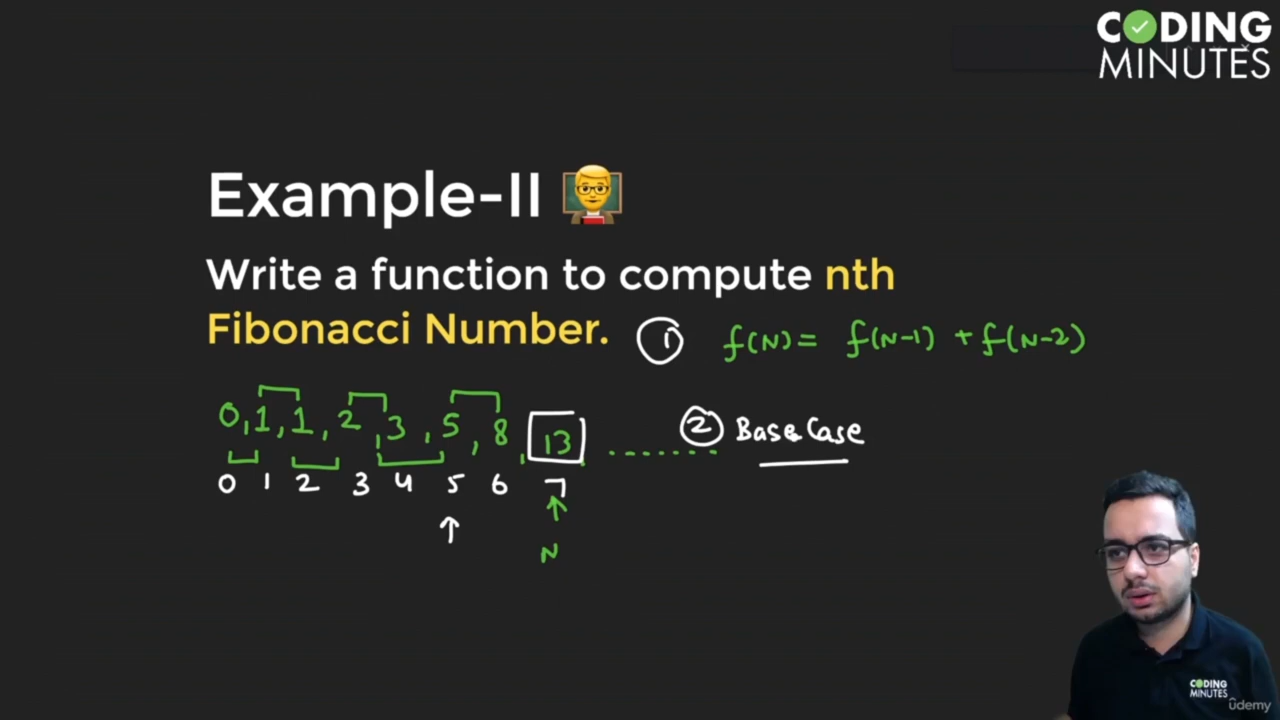 CODING
MINUTES
Example-II
Write a function to compute nth
Fibonacci Number.
1 f(N) = f(N-1) + f(N-2)
0, 1, 1, 2, 3, 5, 8, 13 .......
2 Base Case
0 1 2 3 4 5 6 7
N
CODING
MINUTES
ûdemy